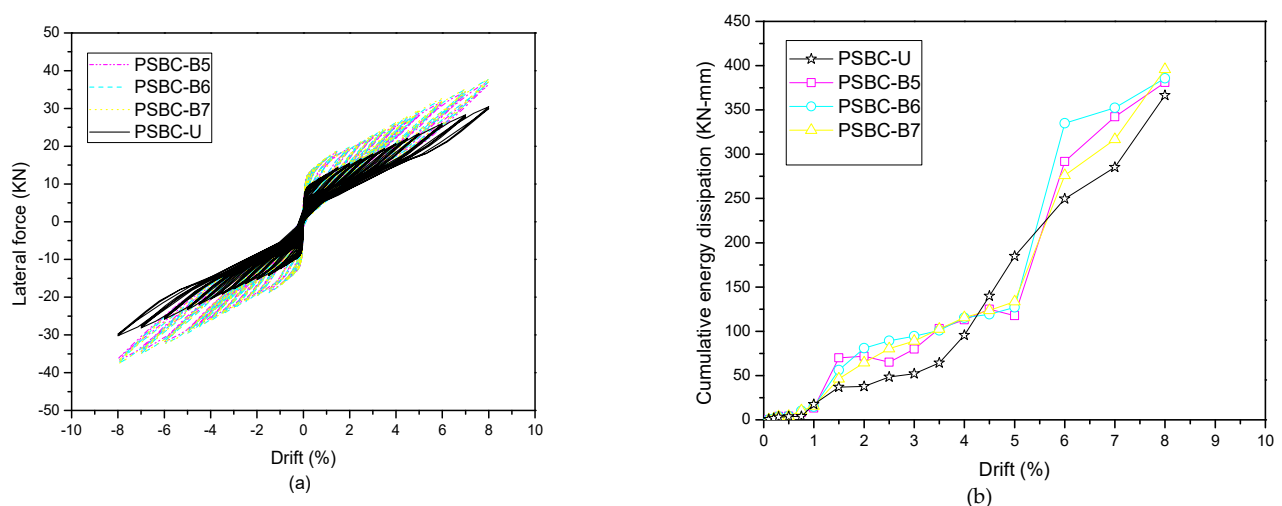 50
40
30
20
10
0
-10
-20
-30
-40
-50
Lateral force (KN)
PSBC-B5
PSBC-B6
PSBC-B7
PSBC-U
-10 -8 -6 -4 -2 0 2 4 6 8 10
Drift (%)
(a)
450
400
350
300
250
200
150
100
50
0
Cumulative energy dissipation (KN-mm)
PSBC-U
PSBC-B5
PSBC-B6
PSBC-B7
0 1 2 3 4 5 6 7 8 9 10
Drift (%)
(b)